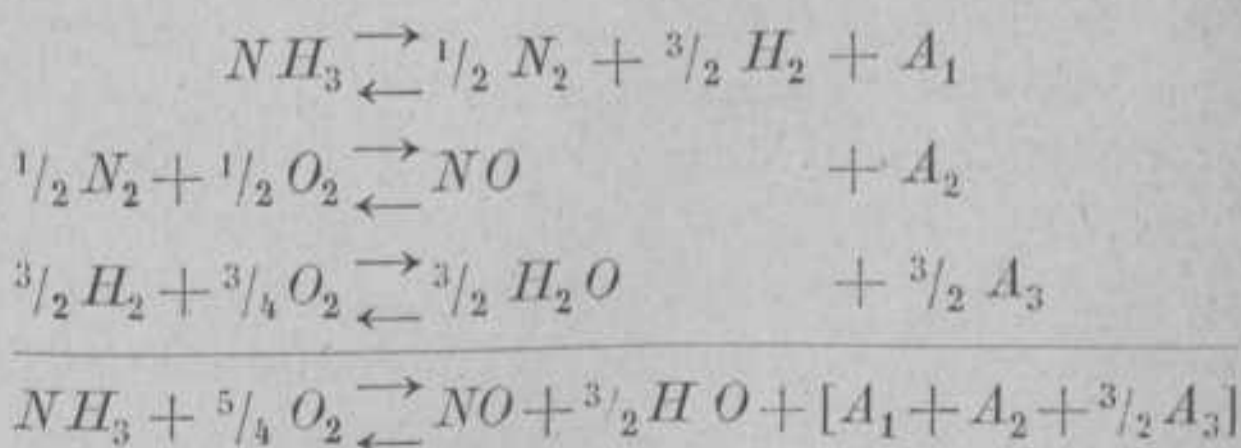 NH₃ ⇄ ¹/₂ N₂ + ³/₂ H₂ + A₁
¹/₂ N₂ + ¹/₂ O₂ ⇄ NO + A₂
³/₂ H₂ + ³/₄ O₂ ⇄ ³/₂ H₂O + ³/₂ A₃
NH₃ + ⁵/₄ O₂ ⇄ NO + ³/₂ H O + [A₁ + A₂ + ³/₂ A₃]